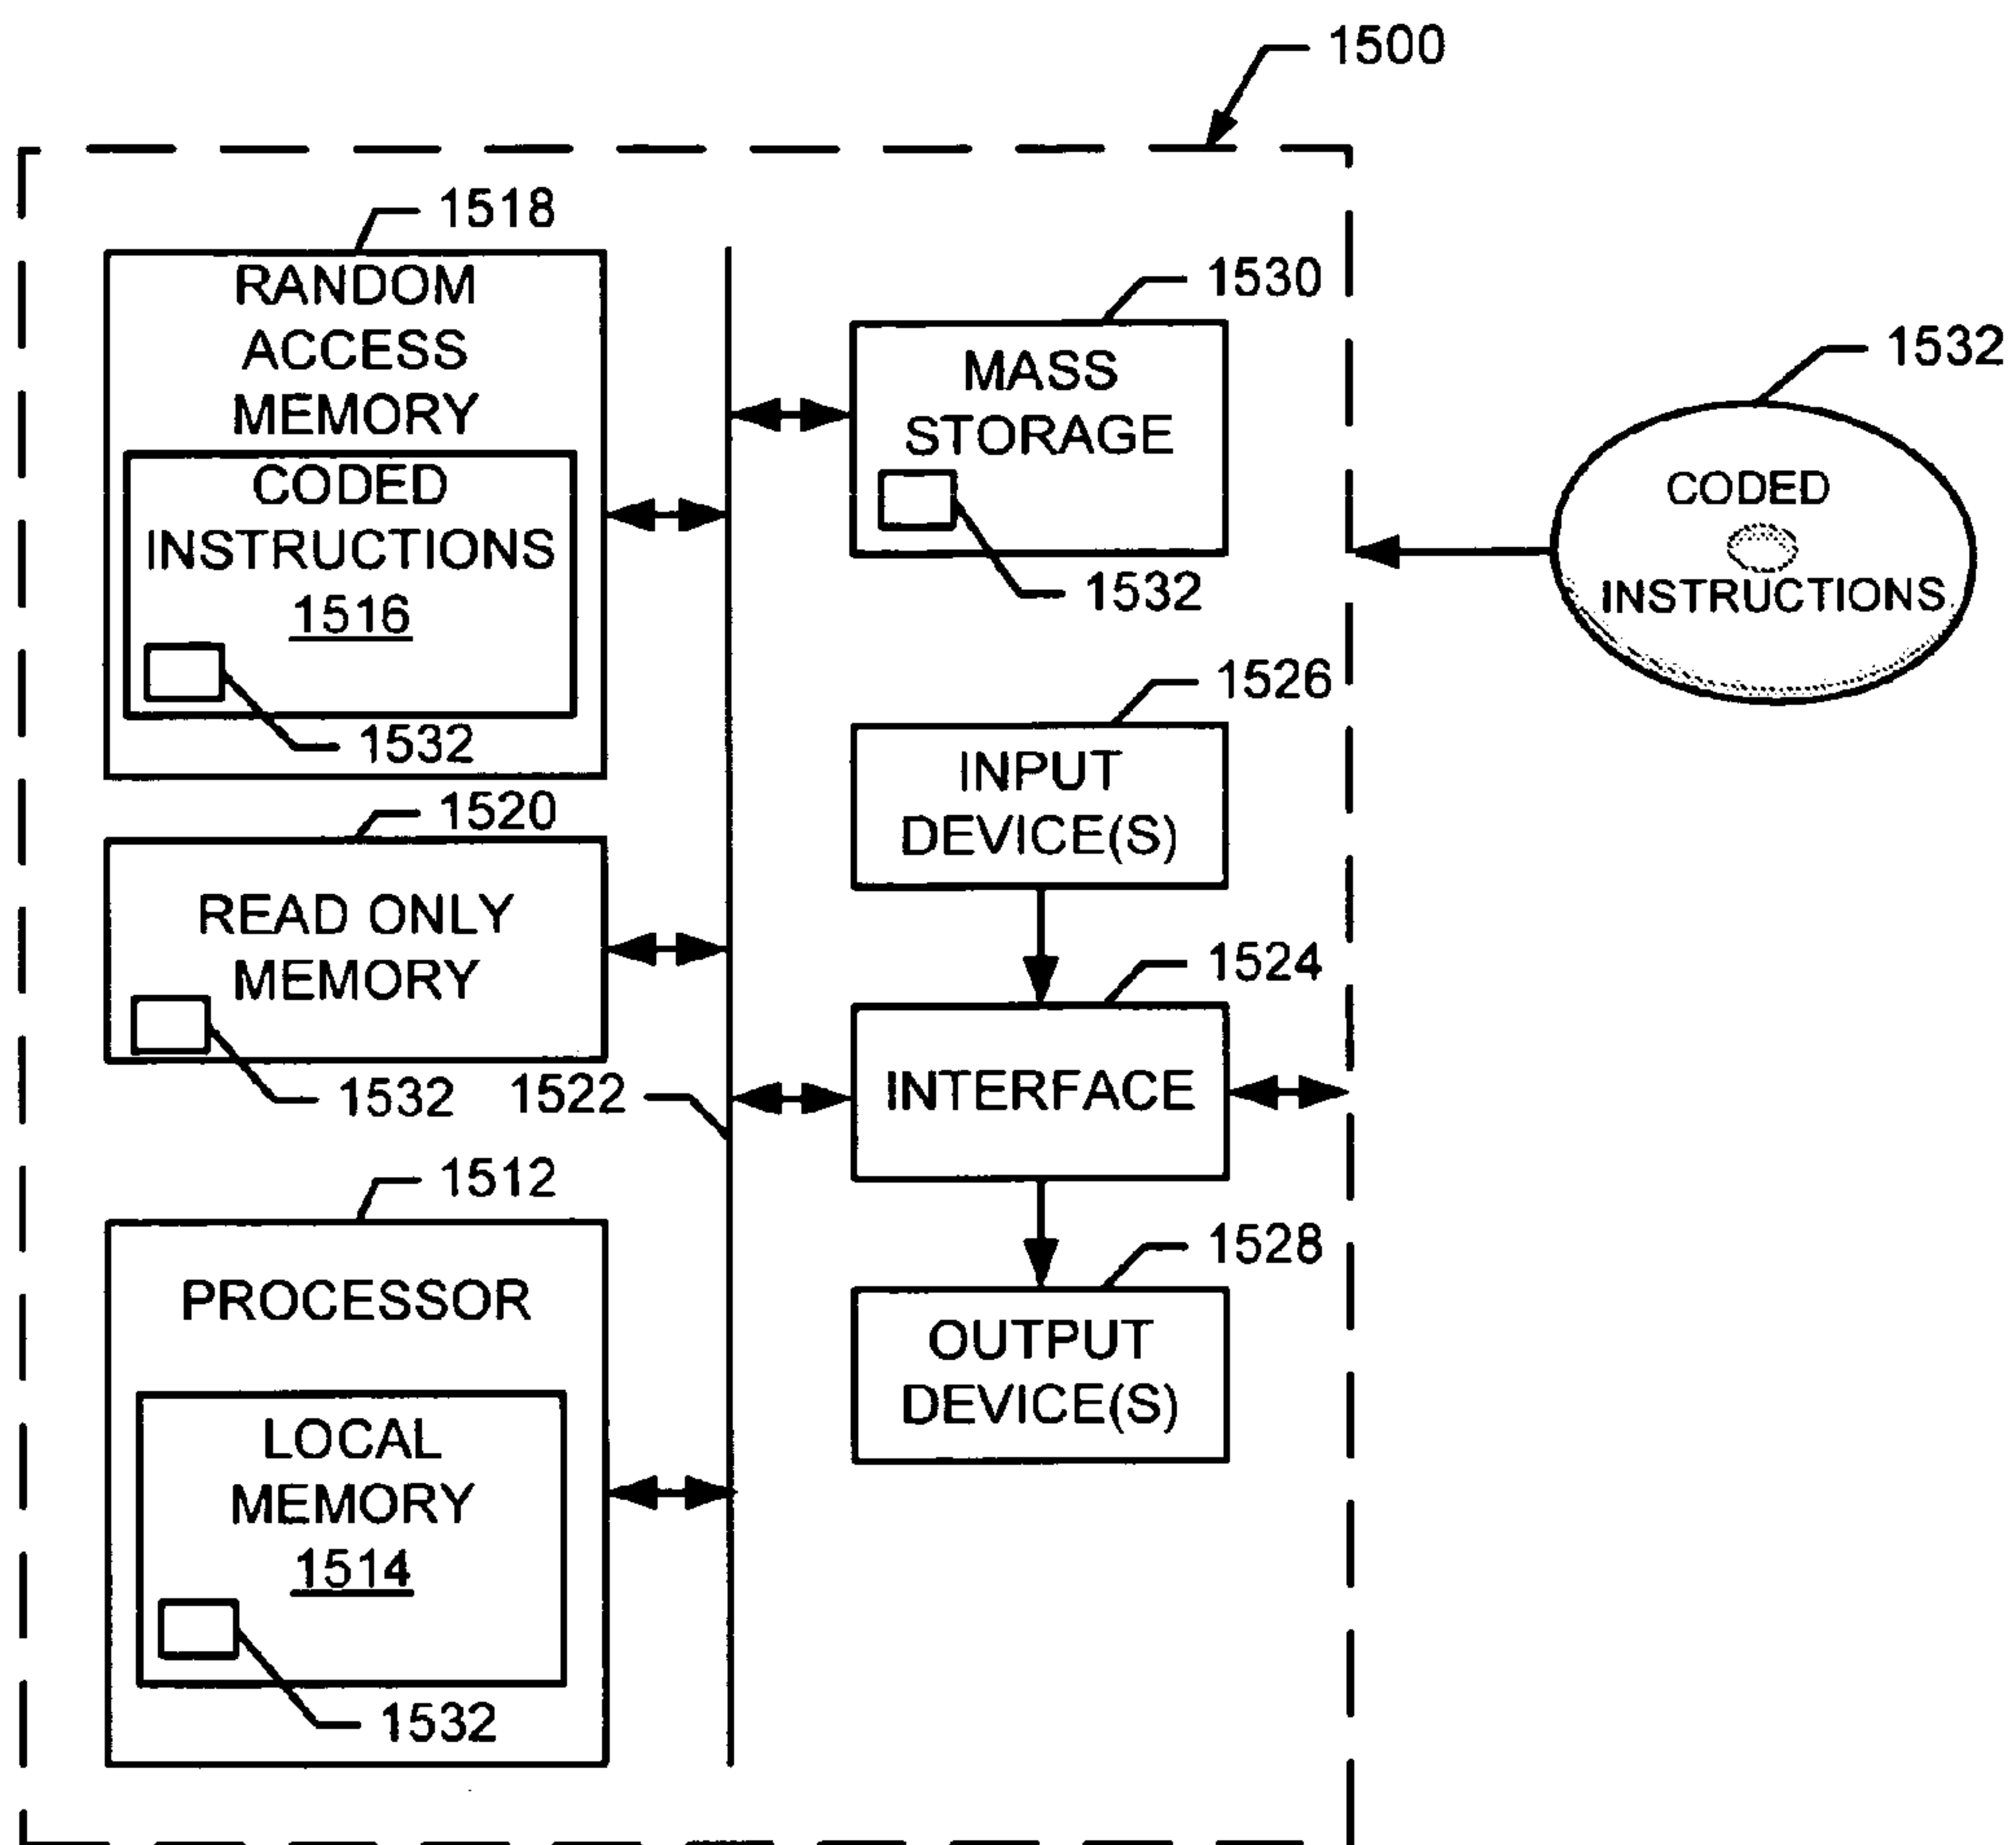 1500
1518
RANDOM
ACCESS
MEMORY
CODED
INSTRUCTIONS
1516
1532
1530
MASS
STORAGE
1532
1532
CODED
INSTRUCTIONS
1520
READ ONLY
MEMORY
1532
1522
1526
INPUT
DEVICE(S)
1524
INTERFACE
1512
PROCESSOR
LOCAL
MEMORY
1514
1532
1528
OUTPUT
DEVICE(S)